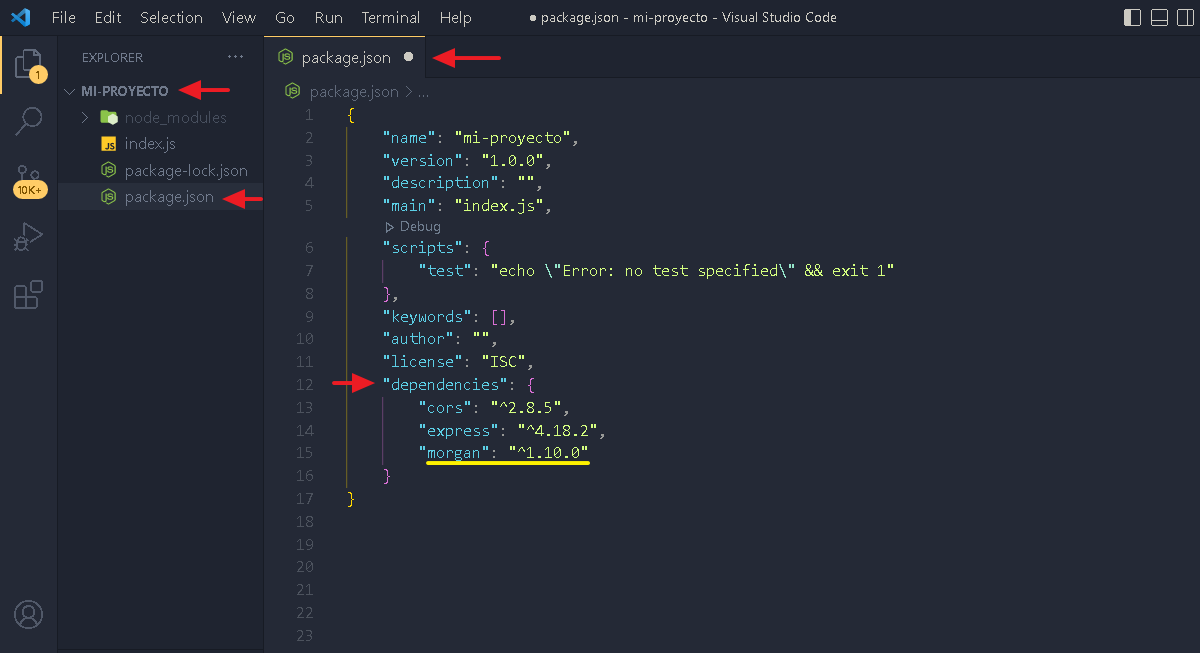 File Edit Selection View Go Run Terminal Help ● package.json - mi-proyecto - Visual Studio Code
EXPLORER ···
package.json ●
MI-PROYECTO
package.json > ...
1
node_modules
index.js
package-lock.json
package.json
10K+
1 {
2 "name": "mi-proyecto",
3 "version": "1.0.0",
4 "description": "",
5 "main": "index.js",
Debug
6 "scripts": {
7 "test": "echo \"Error: no test specified\" && exit 1"
8 },
9 "keywords": [],
10 "author": "",
11 "license": "ISC",
12 "dependencies": {
13 "cors": "^2.8.5",
14 "express": "^4.18.2",
15 "morgan": "^1.10.0"
16 }
17 }
18
19
20
21
22
23